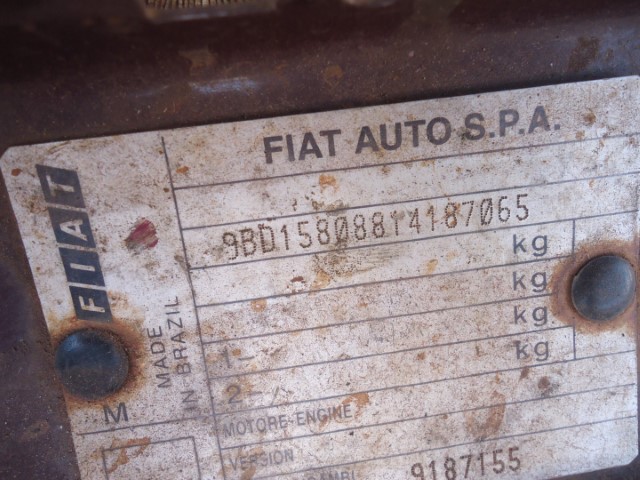 FIAT AUTO S.P.A.
FIAT
9BD15808814187065
kg
kg
kg
1- kg
2-
MADE
IN BRAZIL
M
MOTORE-ENGINE
VERSION
9187155